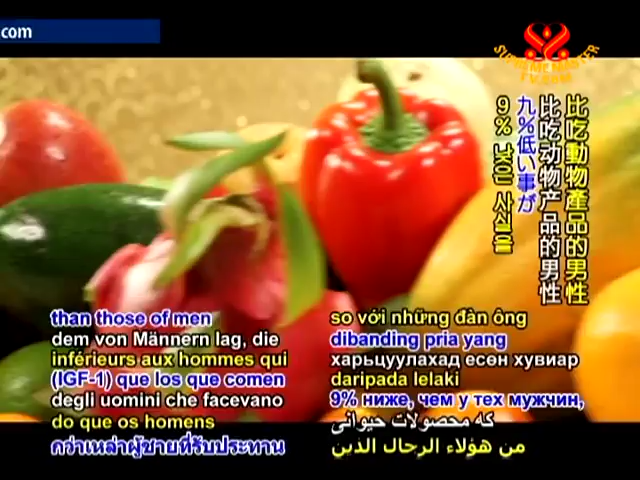 .com
SUPREME MASTER
TV.com
比吃動物產品的男性
比吃动物产品的男性
九%低い事が
9% 낮은 사실을
than those of men
dem von Männern lag, die
inférieurs aux hommes qui
(IGF-1) que los que comen
degli uomini che facevano
do que os homens
กว่าเหล่าผู้ชายที่รับประทาน
so với những đàn ông
dibanding pria yang
харьцуулахад есөн хувиар
daripada lelaki
9% ниже, чем у тех мужчин,
که محصولات حیوانی
من هؤلاء الرجال الذين